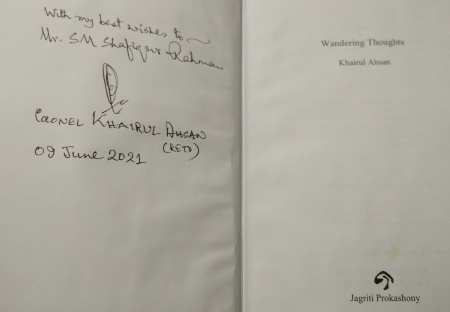 With my best wishes to ~
Mr. SM Shafiqur Rahman
COLONEL KHAIRUL AHSAN
(RETD)
09 June 2021
Wandering Thoughts
Khairul Ahsan
Jagriti Prokashony